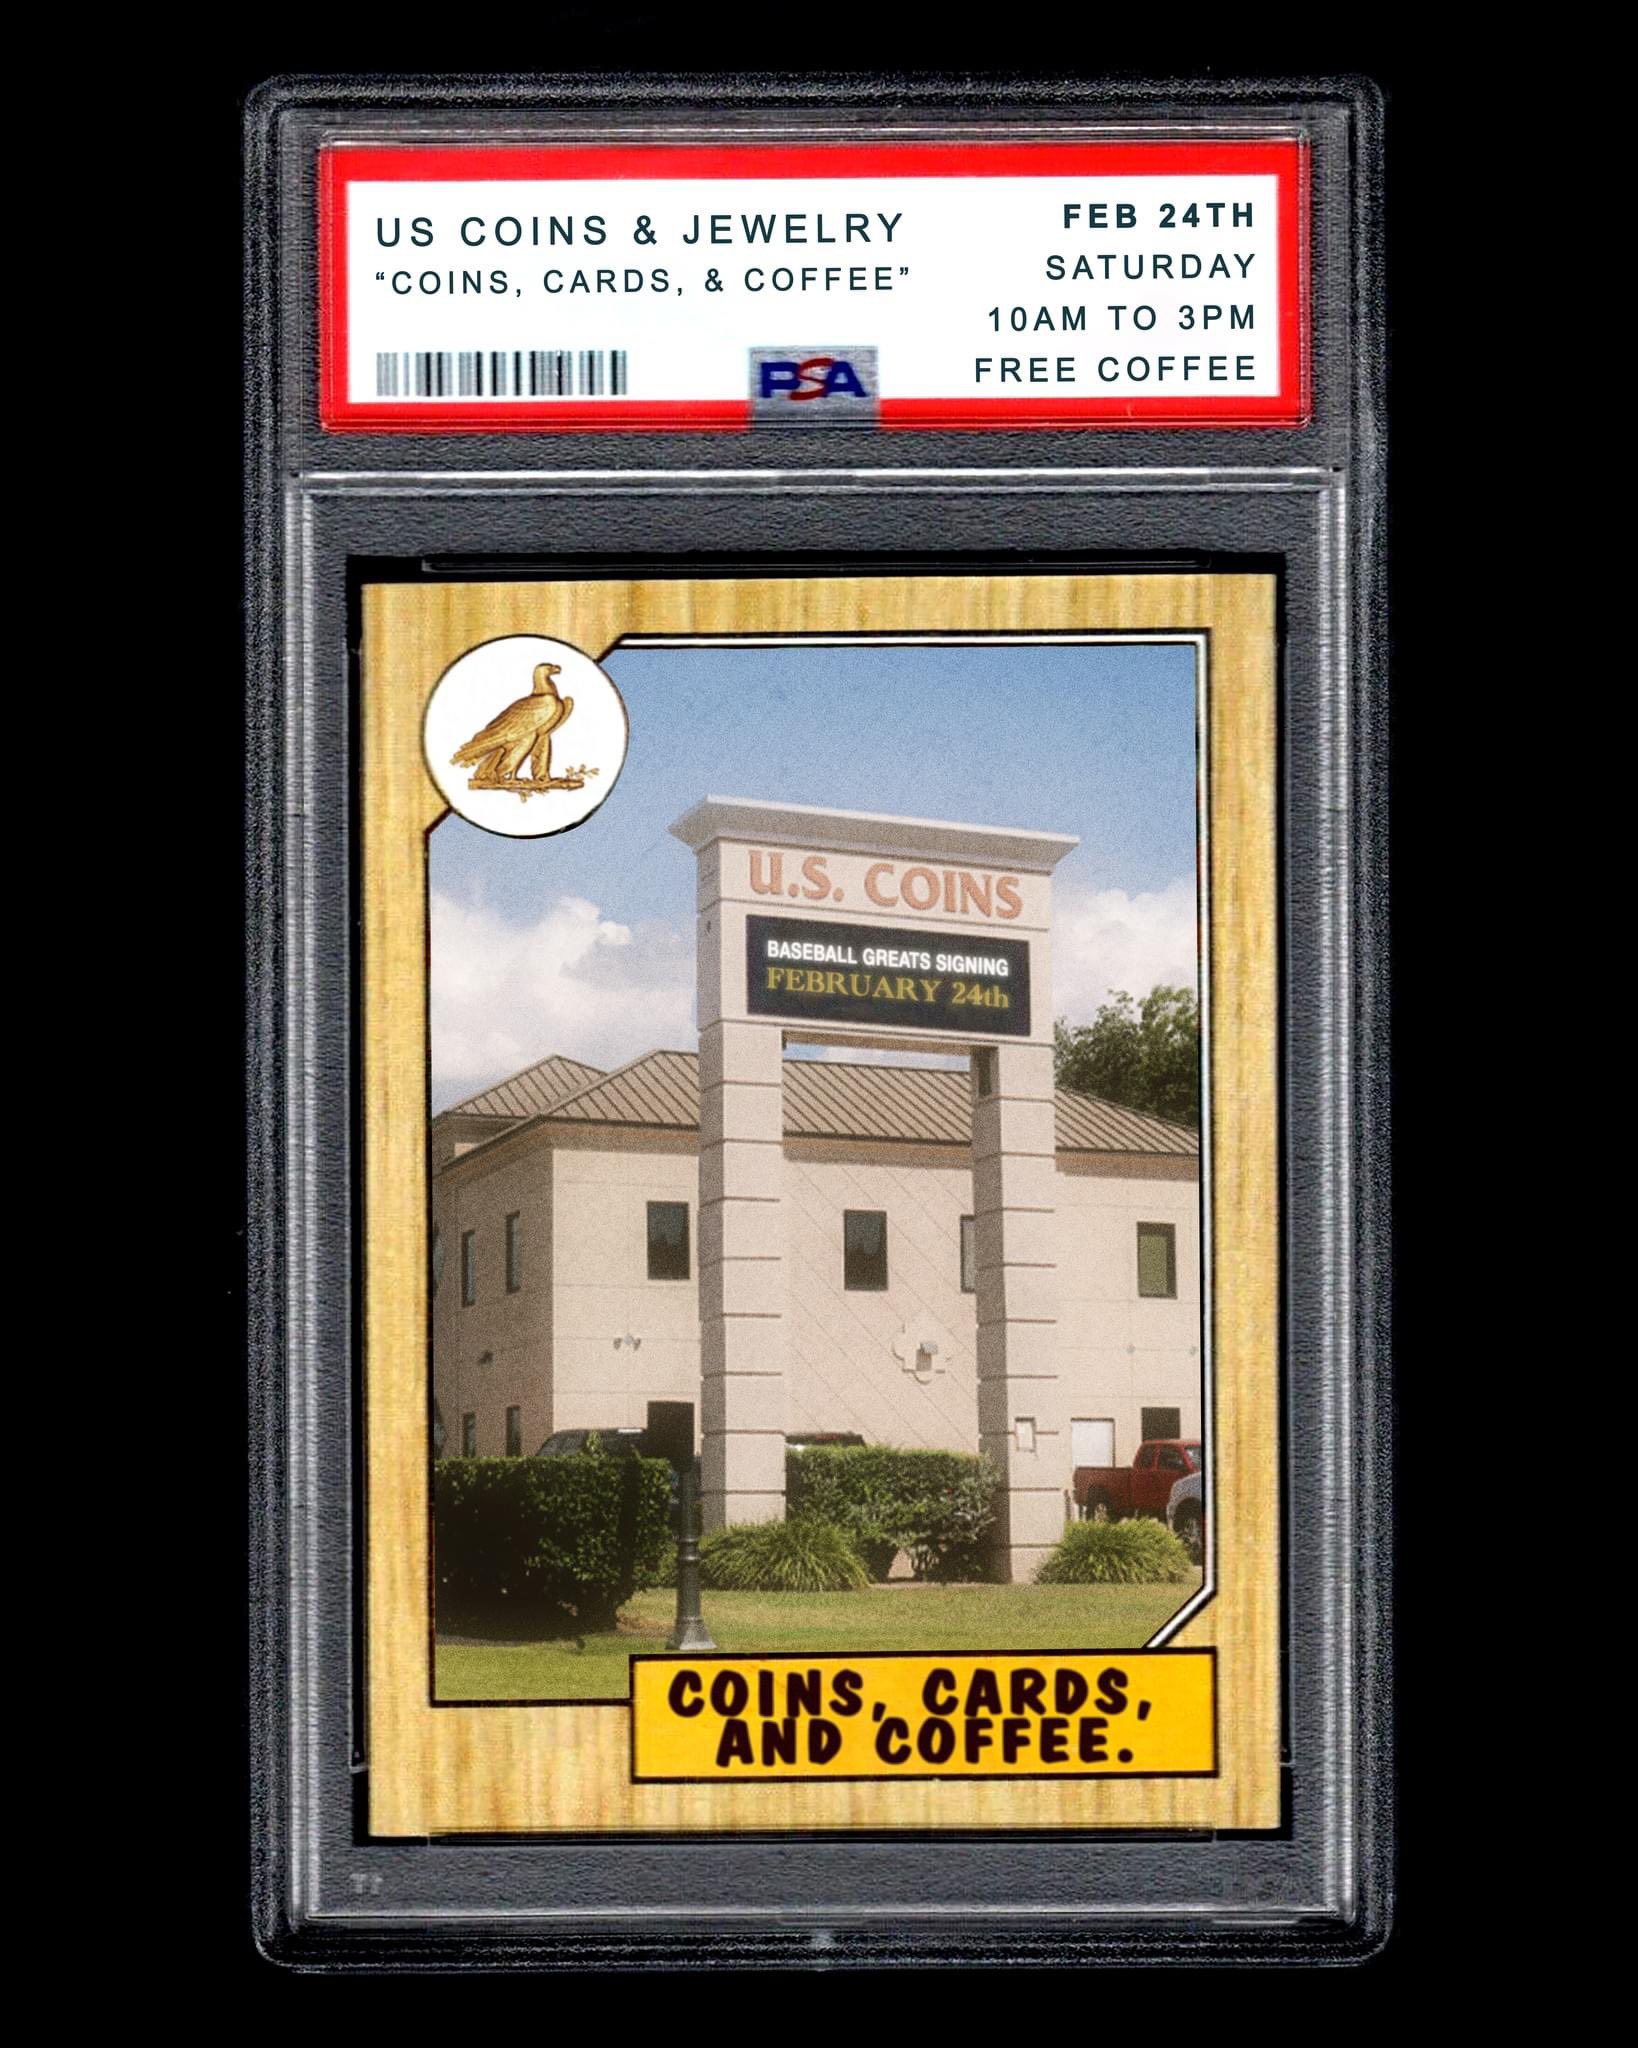 US COINS & JEWELRY
“COINS, CARDS, & COFFEE”
FEB 24TH
SATURDAY
10AM TO 3PM
FREE COFFEE
PSA
U.S. COINS
BASEBALL GREATS SIGNING
FEBRUARY 24th
COINS, CARDS,
AND COFFEE.